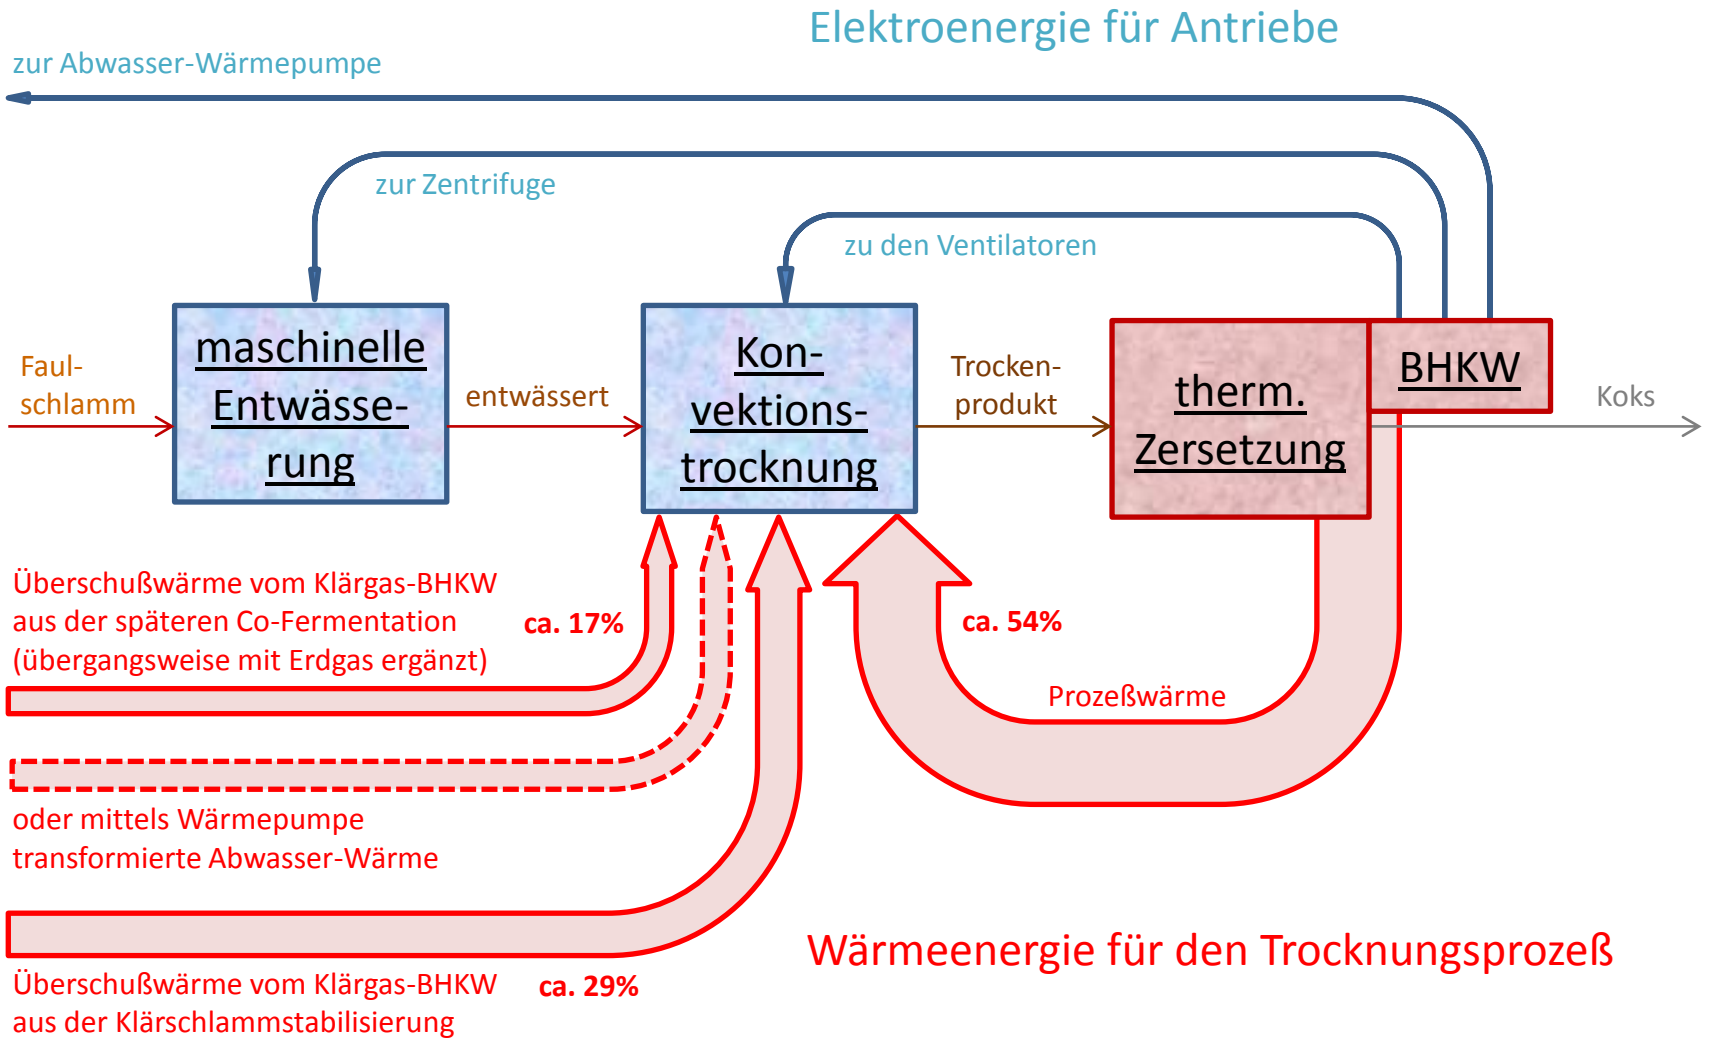 Elektroenergie für Antriebe
zur Abwasser-Wärmepumpe
zur Zentrifuge
zu den Ventilatoren
Faul-
schlamm
maschinelle
Entwässe-
rung
entwässert
Kon-
vektions-
trocknung
Trocken-
produkt
therm.
Zersetzung
BHKW
Koks
Überschußwärme vom Klärgas-BHKW
aus der späteren Co-Fermentation
(übergangsweise mit Erdgas ergänzt)
ca. 17%
ca. 54%
Prozeßwärme
oder mittels Wärmepumpe
transformierte Abwasser-Wärme
Wärmeenergie für den Trocknungsprozeß
Überschußwärme vom Klärgas-BHKW
aus der Klärschlammstabilisierung
ca. 29%